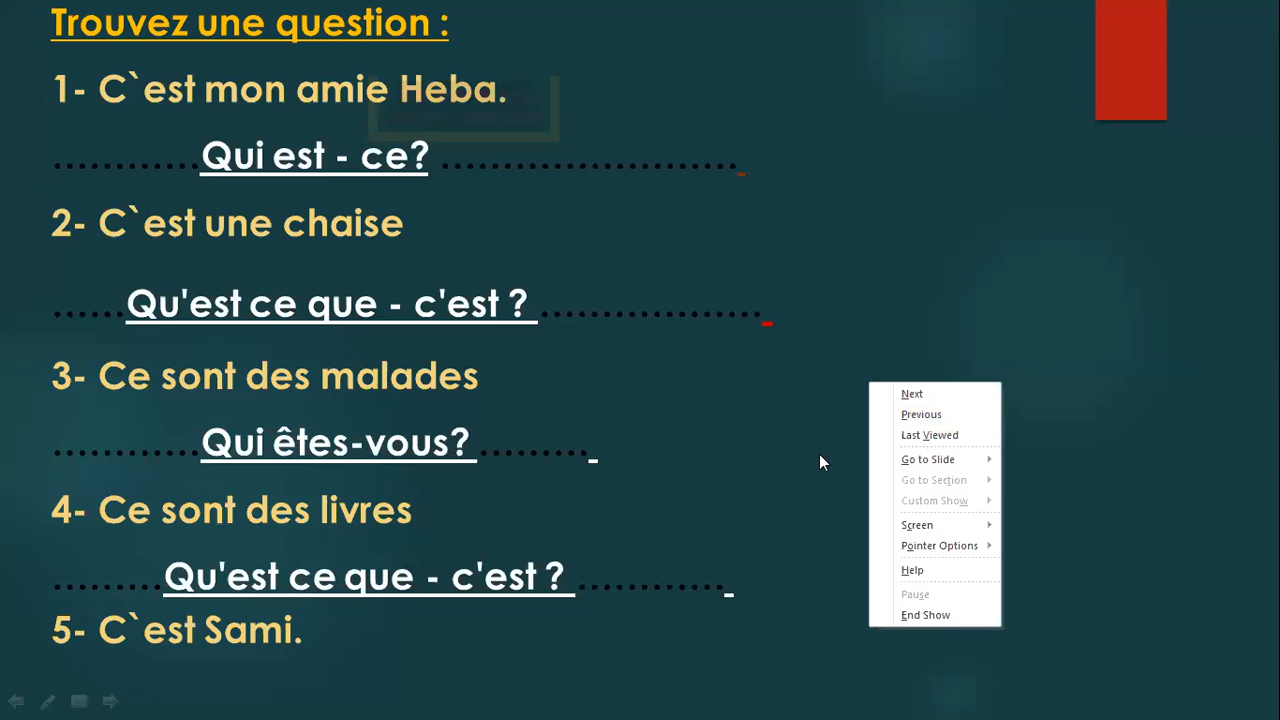 Trouvez une question :
1- C`est mon amie Heba.
............Qui est - ce? ........................ -
2- C`est une chaise
......Qu'est ce que - c'est ? .................. -
3- Ce sont des malades
............Qui êtes-vous? ......... -
4- Ce sont des livres
.........Qu'est ce que - c'est ? ............ -
5- C`est Sami.
Next
Previous
Last Viewed
Go to Slide
Go to Section
Custom Show
Screen
Pointer Options
Help
Pause
End Show